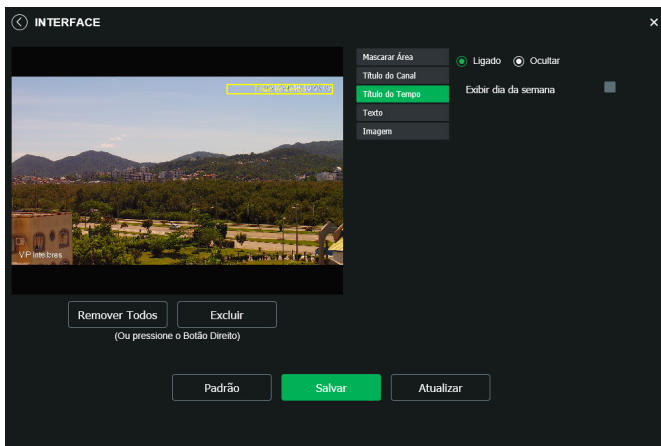 INTERFACE
Mascarar Área
Título do Canal
Título do Tempo
Texto
Imagem
Ligado
Ocultar
Exibir dia da semana
VIP Intelbras
Remover Todos
Excluir
(Ou pressione o Botão Direito)
Padrão
Salvar
Atualizar